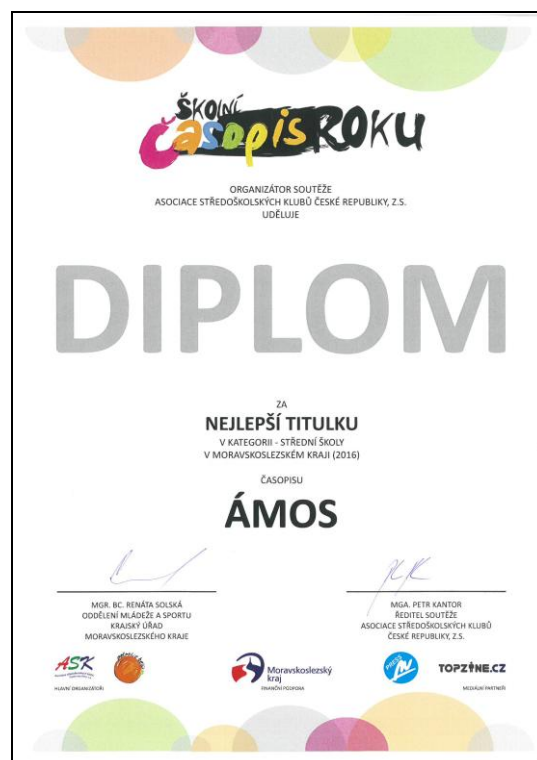 ŠKOLNÍ
časopis ROKU
ORGANIZÁTOR SOUTĚŽE
ASOCIACE STŘEDOŠKOLSKÝCH KLUBŮ ČESKÉ REPUBLIKY, Z.S.
UDĚLUJE
DIPLOM
ZA
NEJLEPŠÍ TITULKU
V KATEGORII - STŘEDNÍ ŠKOLY
V MORAVSKOSLEZSKÉM KRAJI (2016)
ČASOPISU
ÁMOS
MGR. BC. RENÁTA SOLSKÁ
ODDĚLENÍ MLÁDEŽE A SPORTU
KRAJSKÝ ÚŘAD
MORAVSKOSLEZSKÉHO KRAJE
MGA. PETR KANTOR
ŘEDITEL SOUTĚŽE
ASOCIACE STŘEDOŠKOLSKÝCH KLUBŮ
ČESKÉ REPUBLIKY, Z.S.
ASK
HLAVNÍ ORGANIZÁTOŘI
Moravskoslezský
kraj
FINANČNÍ PODPORA
PRESS
IN
TOPZINE.CZ
MEDIÁLNÍ PARTNEŘI